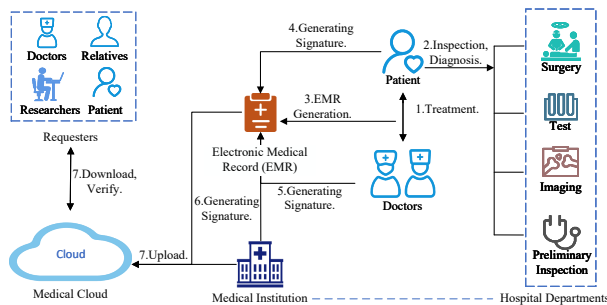 Doctors
Relatives
Researchers
Patient
Requesters
7.Download,
Verify.
Cloud
Medical Cloud
4.Generating
Signature.
Patient
2.Inspection,
Diagnosis.
3.EMR
Generation.
1.Treatment.
Electronic Medical
Record (EMR)
6.Generating
Signature.
5.Generating
Signature.
Doctors
7.Upload.
Medical Institution
Surgery
Test
Imaging
Preliminary
Inspection
Hospital Departments